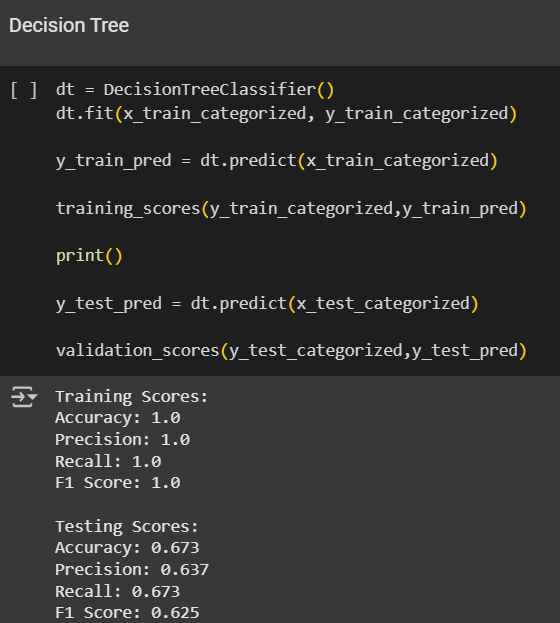 Decision Tree
[ ] dt = DecisionTreeClassifier()
dt.fit(x_train_categorized, y_train_categorized)
y_train_pred = dt.predict(x_train_categorized)
training_scores(y_train_categorized,y_train_pred)
print()
y_test_pred = dt.predict(x_test_categorized)
validation_scores(y_test_categorized,y_test_pred)
Training Scores:
Accuracy: 1.0
Precision: 1.0
Recall: 1.0
F1 Score: 1.0
Testing Scores:
Accuracy: 0.673
Precision: 0.637
Recall: 0.673
F1 Score: 0.625